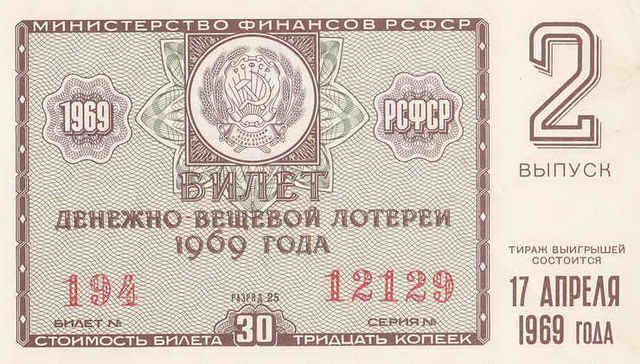 МИНИСТЕРСТВО ФИНАНСОВ РСФСР
РСФСР
1969
РСФСР
БИЛЕТ
ДЕНЕЖНО-ВЕЩЕВОЙ ЛОТЕРЕИ
1969 ГОДА
194
РАЗРЯД 25
12129
БИЛЕТ №
СЕРИЯ №
СТОИМОСТЬ БИЛЕТА 30 ТРИДЦАТЬ КОПЕЕК
2
ВЫПУСК
ТИРАЖ ВЫИГРЫШЕЙ
СОСТОИТСЯ
17 АПРЕЛЯ
1969 ГОДА